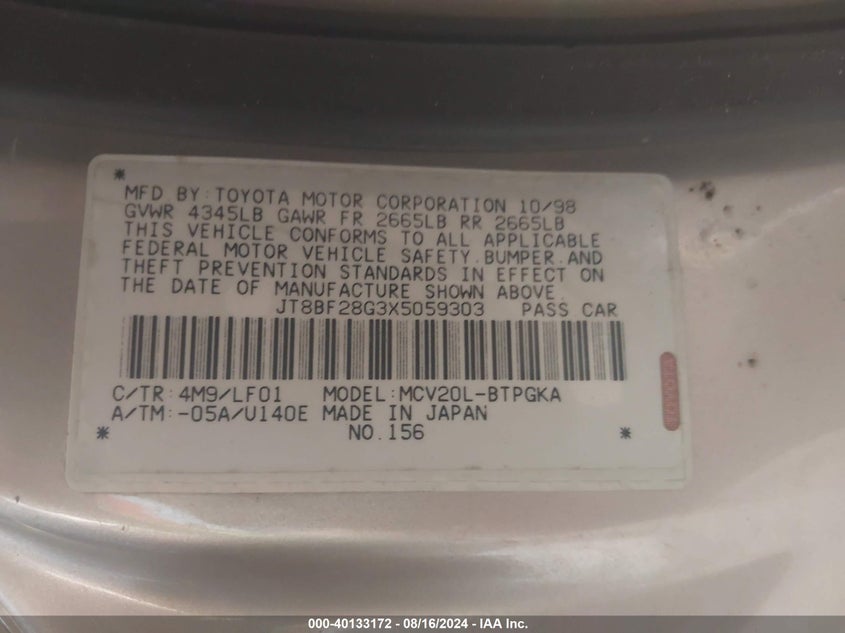 *
MFD BY:TOYOTA MOTOR CORPORATION 10/98
GVWR 4345LB GAWR FR 2665LB RR 2665LB
THIS VEHICLE CONFORMS TO ALL APPLICABLE
FEDERAL MOTOR VEHICLE SAFETY,BUMPER,AND
THEFT PREVENTION STANDARDS IN EFFECT ON
THE DATE OF MANUFACTURE SHOWN ABOVE.
JT8BF28G3X5059303 PASS CAR
C/TR:4M9/LF01 MODEL:MCV20L-BTPGKA
A/TM:-05A/U140E MADE IN JAPAN
* NO.156 *
000-40133172 - 08/16/2024 - IAA Inc.